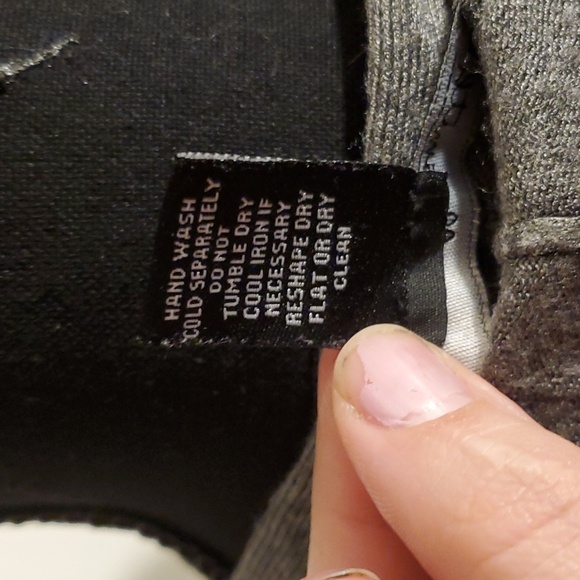 HAND WASH
COLD SEPARATELY
DO NOT
TUMBLE DRY
COOL IRON IF
NECESSARY
RESHAPE DRY
FLAT OR DRY
CLEAN